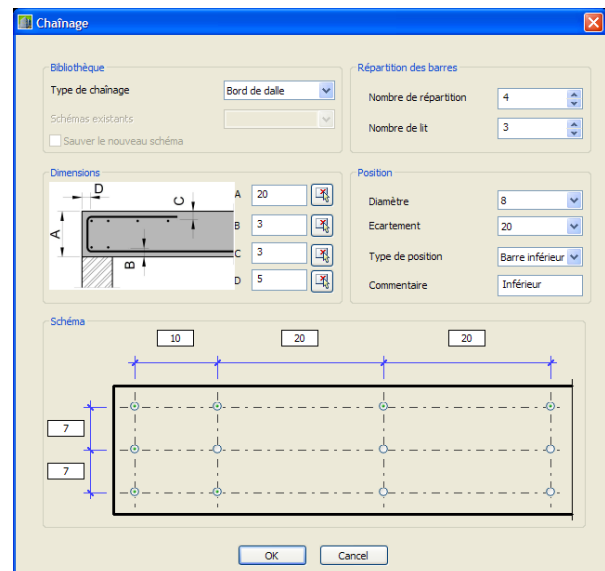 Chaînage
Bibliothèque
Type de chaînage Bord de dalle
Schémas existants
Sauver le nouveau schéma
Répartition des barres
Nombre de répartition 4
Nombre de lit 3
Dimensions
D
C
A
B
A 20
B 3
C 3
D 5
Position
Diamètre 8
Ecartement 20
Type de position Barre inférieur
Commentaire Inférieur
Schéma
10 20 20
7
7
OK Cancel